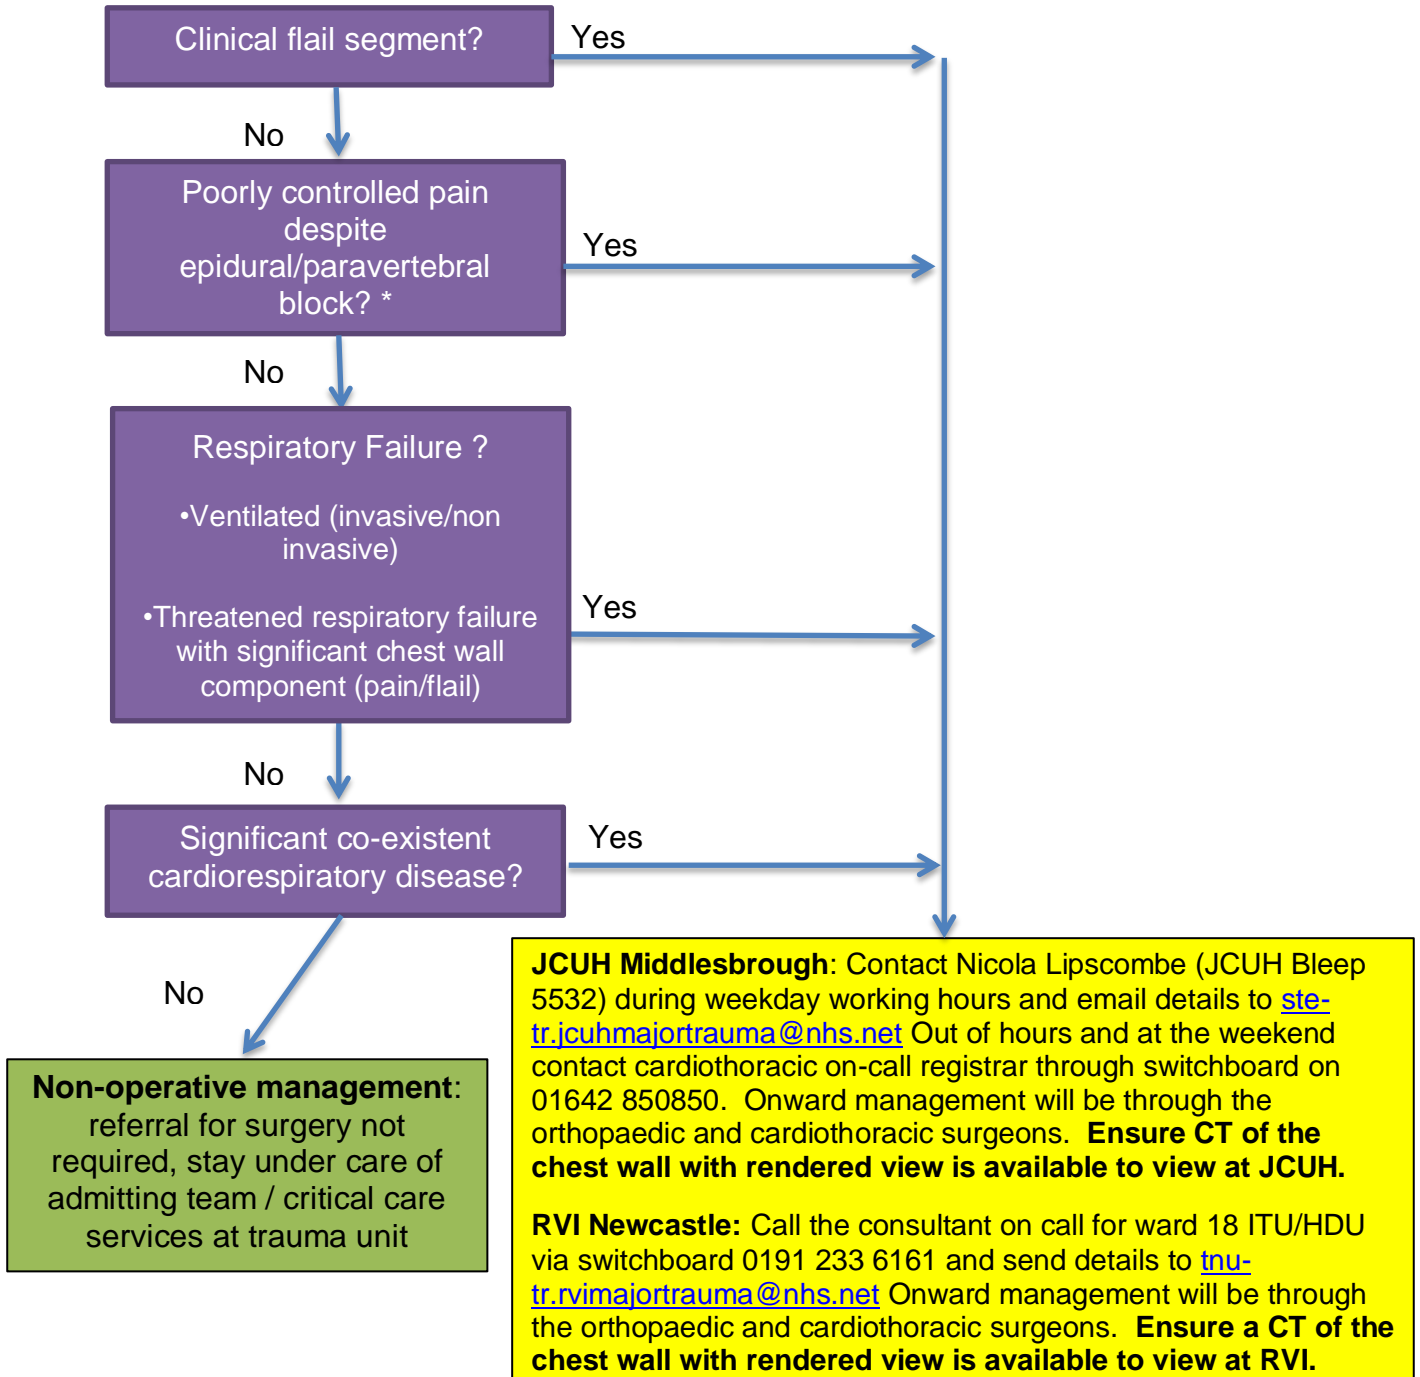 Clinical flail segment?
Yes
No
Poorly controlled pain
despite
epidural/paravertebral
block? *
Yes
No
Respiratory Failure ?
•Ventilated (invasive/non
invasive)
•Threatened respiratory failure
with significant chest wall
component (pain/flail)
Yes
No
Significant co-existent
cardiorespiratory disease?
Yes
No
Non-operative management:
referral for surgery not
required, stay under care of
admitting team / critical care
services at trauma unit
JCUH Middlesbrough: Contact Nicola Lipscombe (JCUH Bleep
5532) during weekday working hours and email details to ste-
tr.jcuhmajortrauma@nhs.net Out of hours and at the weekend
contact cardiothoracic on-call registrar through switchboard on
01642 850850. Onward management will be through the
orthopaedic and cardiothoracic surgeons. Ensure CT of the
chest wall with rendered view is available to view at JCUH.
RVI Newcastle: Call the consultant on call for ward 18 ITU/HDU
via switchboard 0191 233 6161 and send details to tnu-
tr.rvimajortrauma@nhs.net Onward management will be through
the orthopaedic and cardiothoracic surgeons. Ensure a CT of the
chest wall with rendered view is available to view at RVI.